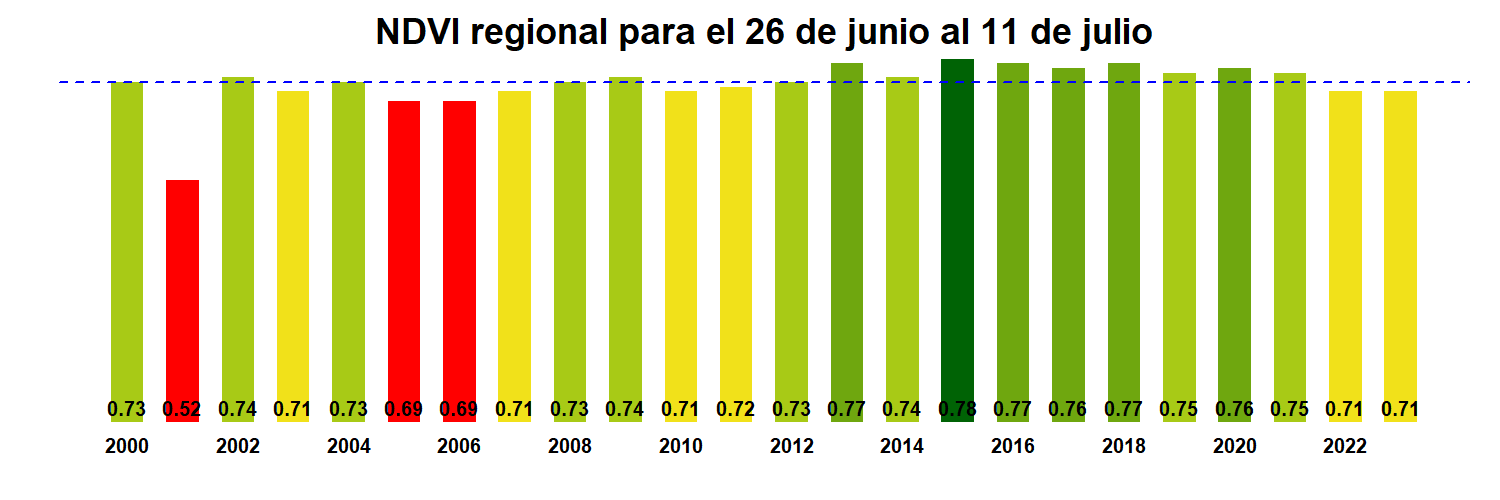 NDVI regional para el 26 de junio al 11 de julio
0.73 0.52 0.74 0.71 0.73 0.69 0.69 0.71 0.73 0.74 0.71 0.72 0.73 0.77 0.74 0.78 0.77 0.76 0.77 0.75 0.76 0.75 0.71 0.71
2000 2002 2004 2006 2008 2010 2012 2014 2016 2018 2020 2022